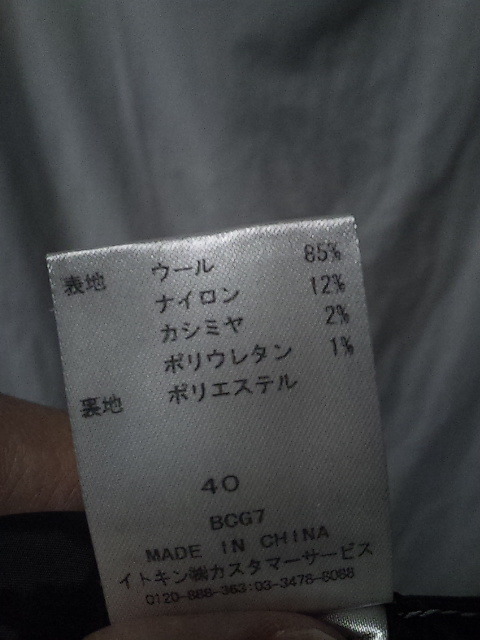 表地 ウール 85%
ナイロン 12%
カシミヤ 2%
ポリウレタン 1%
裏地 ポリエステル
40
BCG7
MADE IN CHINA
イトキン㈱カスタマーサービス
0120-888-363:03-3478-8088